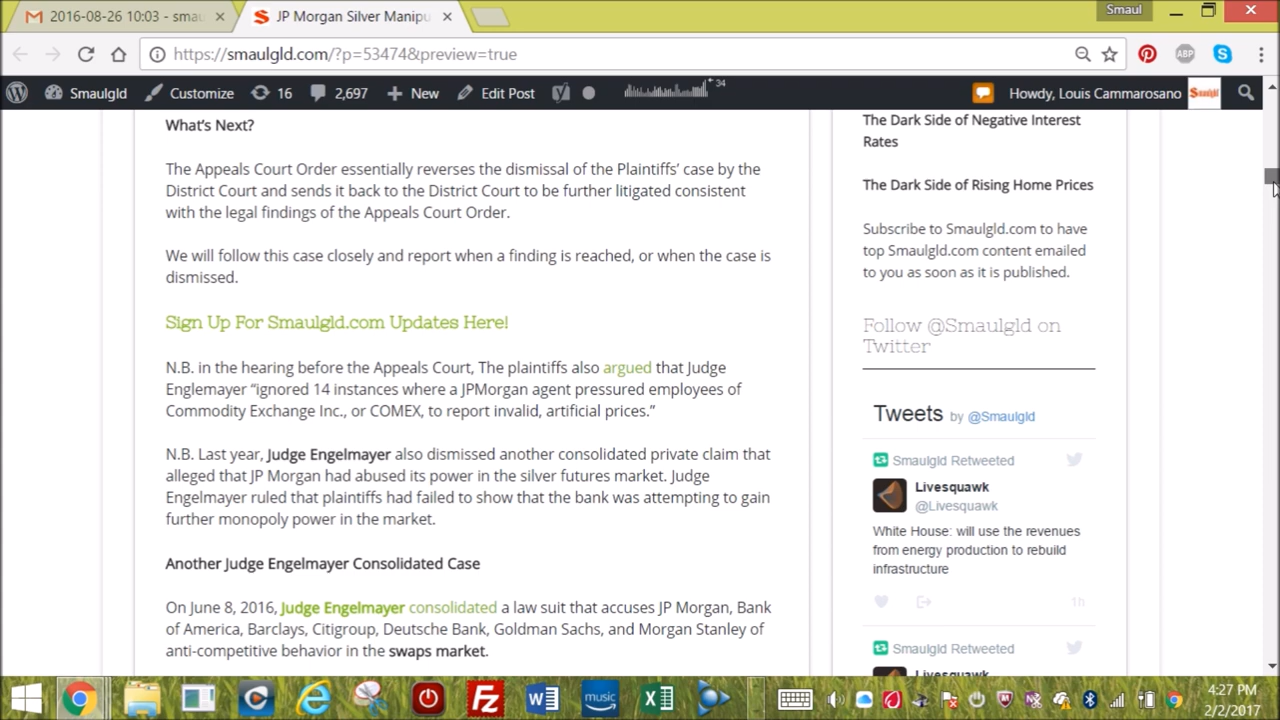 2016-08-26 10:03 - smau
JP Morgan Silver Manipu
Smaul
https://smaulgld.com/?p=53474&preview=true
ABP
Smaulgld
Customize
16
2,697
New
Edit Post
34
Howdy, Louis Cammarosano
Smaulgld
What's Next?
The Appeals Court Order essentially reverses the dismissal of the Plaintiffs' case by the
District Court and sends it back to the District Court to be further litigated consistent
with the legal findings of the Appeals Court Order.
We will follow this case closely and report when a finding is reached, or when the case is
dismissed.
Sign Up For Smaulgld.com Updates Here!
N.B. in the hearing before the Appeals Court, The plaintiffs also argued that Judge
Englemayer “ignored 14 instances where a JPMorgan agent pressured employees of
Commodity Exchange Inc., or COMEX, to report invalid, artificial prices.”
N.B. Last year, Judge Engelmayer also dismissed another consolidated private claim that
alleged that JP Morgan had abused its power in the silver futures market. Judge
Engelmayer ruled that plaintiffs had failed to show that the bank was attempting to gain
further monopoly power in the market.
Another Judge Engelmayer Consolidated Case
On June 8, 2016, Judge Engelmayer consolidated a law suit that accuses JP Morgan, Bank
of America, Barclays, Citigroup, Deutsche Bank, Goldman Sachs, and Morgan Stanley of
anti-competitive behavior in the swaps market.
The Dark Side of Negative Interest
Rates
The Dark Side of Rising Home Prices
Subscribe to Smaulgld.com to have
top Smaulgld.com content emailed
to you as soon as it is published.
Follow @Smaulgld on
Twitter
Tweets by @Smaulgld
Smaulgld Retweeted
Livesquawk
@Livesquawk
White House: will use the revenues
from energy production to rebuild
infrastructure
1h
Smaulgld Retweeted
Livesquawk
music
4:27 PM
2/2/2017